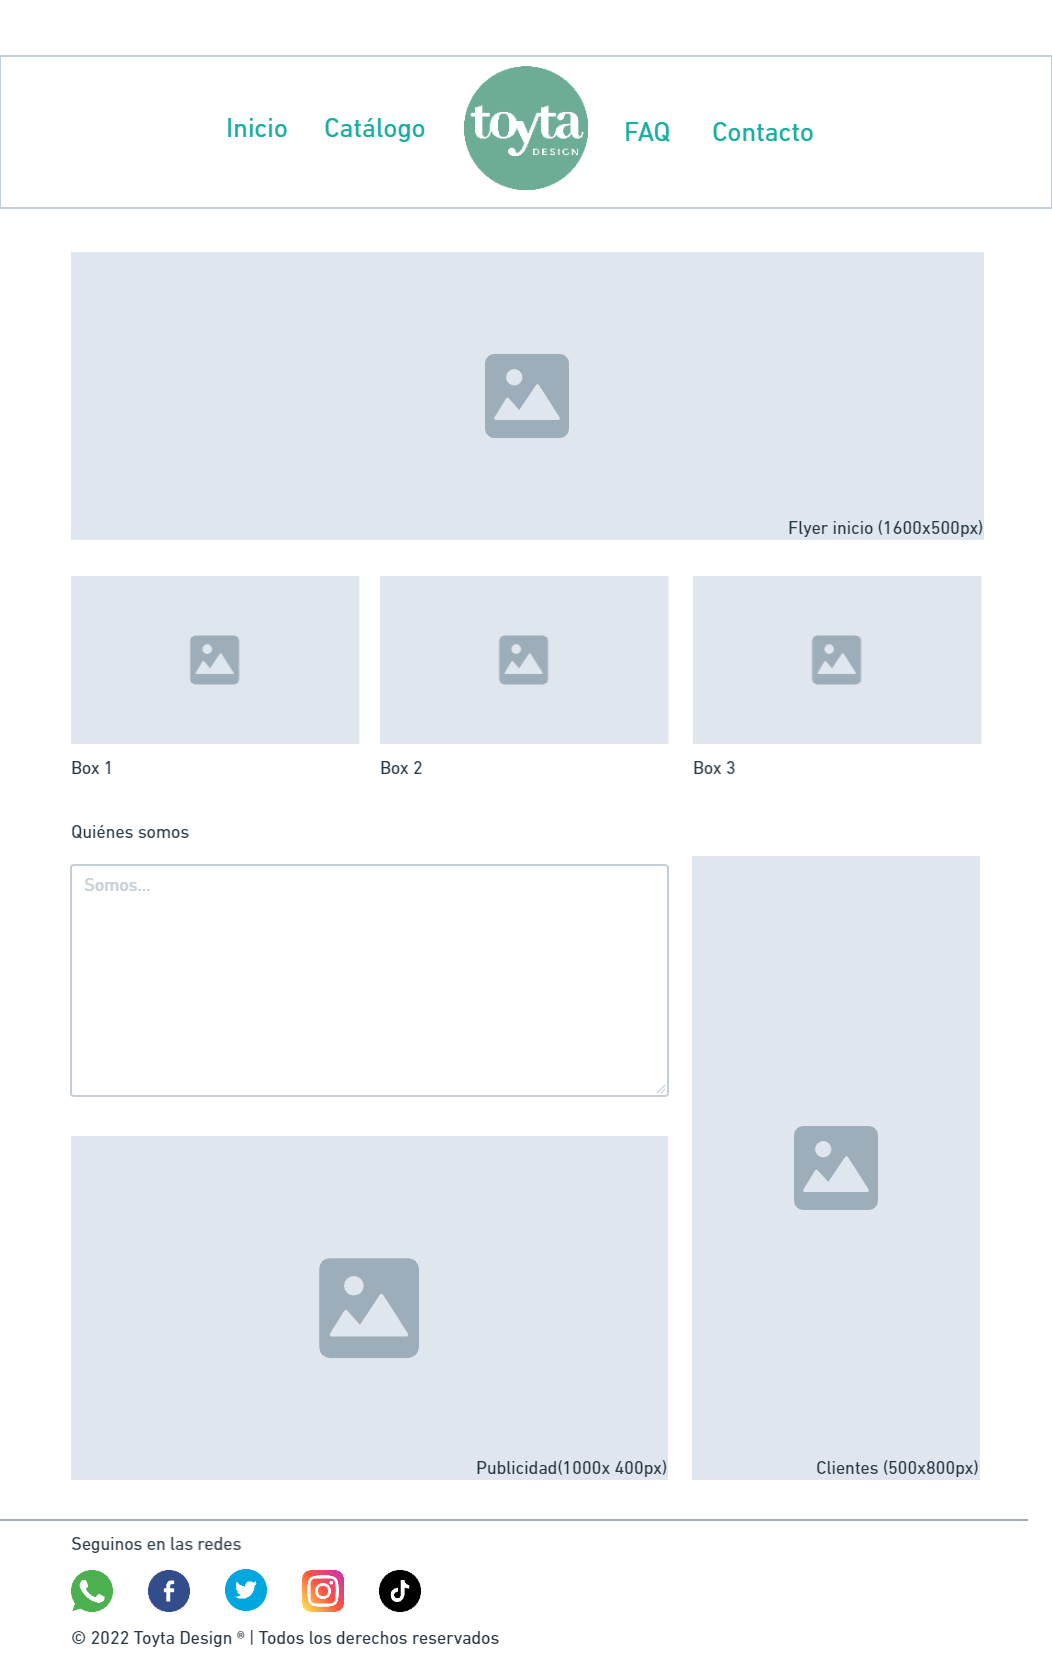 Inicio
Catálogo
toyta
DESIGN
FAQ
Contacto
Flyer inicio (1600x500px)
Box 1
Box 2
Box 3
Quiénes somos
Somos...
Publicidad(1000x 400px)
Clientes (500x800px)
Seguinos en las redes
© 2022 Toyta Design ® | Todos los derechos reservados